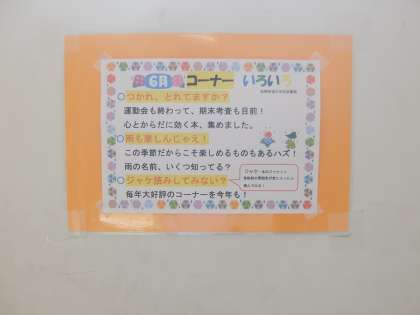 6月 コーナー いろいろ
○つかれ、とれてますか？
運動会も終わって、期末考査も目前！
心とからだに効く本、集めました。
○雨も楽しんじゃえ！
この季節だからこそ楽しめるものもあるハズ！
雨の名前、いくつ知ってる？
○ジャケ読みしてみない？
毎年大好評のコーナーを今年も！